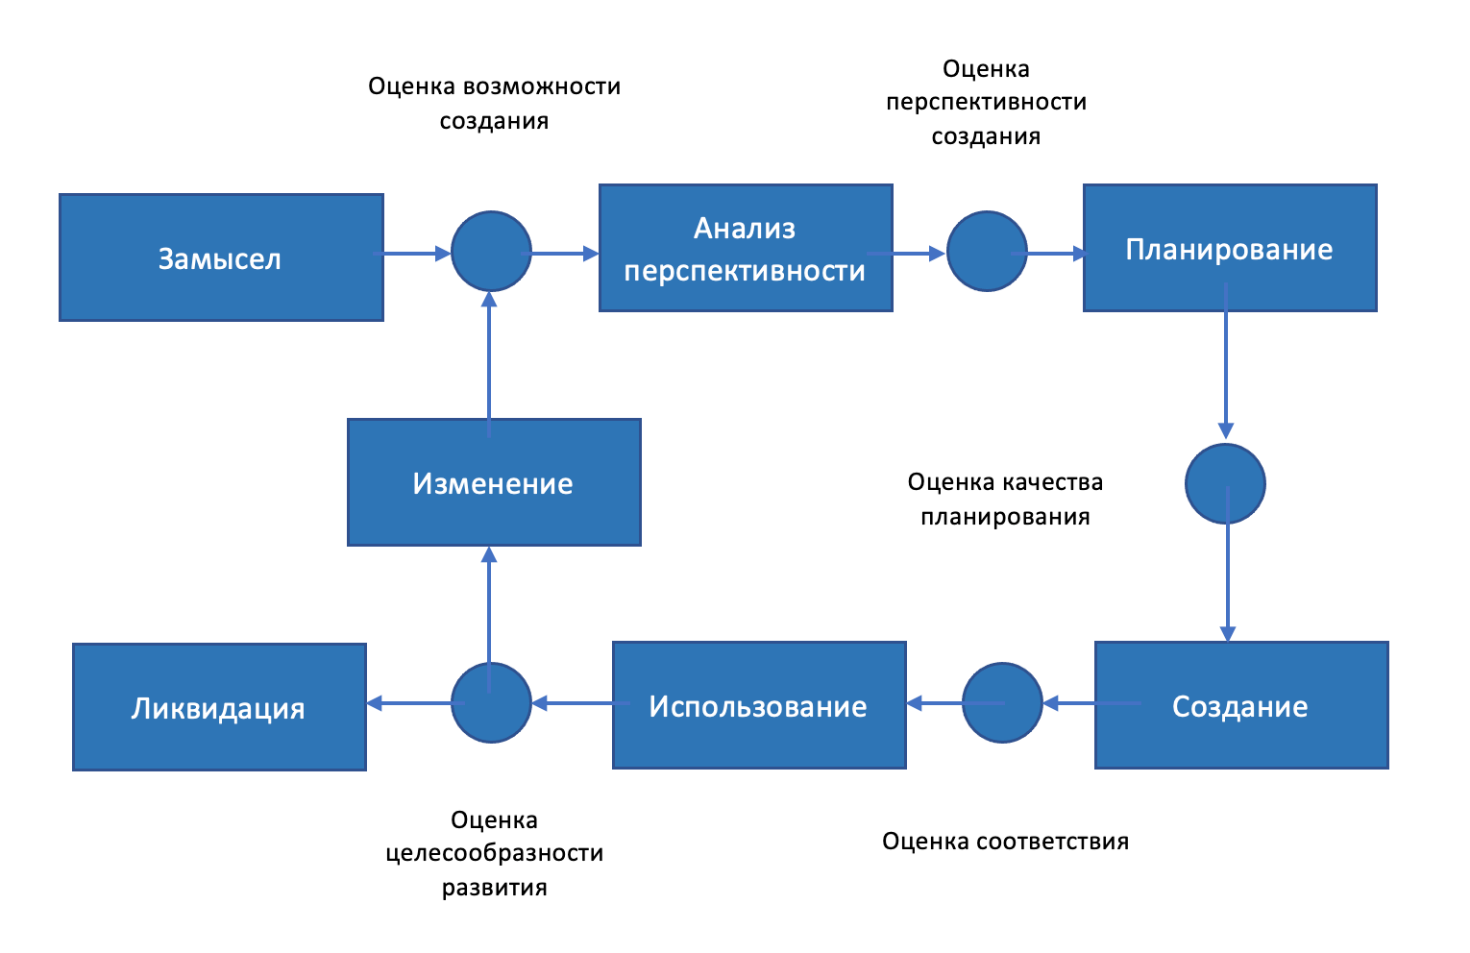 Оценка возможности
создания
Оценка
перспективности
создания
Замысел
Анализ
перспективности
Планирование
Изменение
Оценка качества
планирования
Ликвидация
Использование
Создание
Оценка
целесообразности
развития
Оценка соответствия